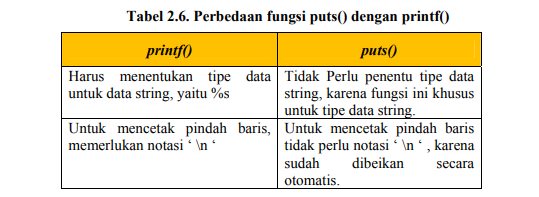 Tabel 2.6. Perbedaan fungsi puts() dengan printf()
printf()
puts()
Harus menentukan tipe data
untuk data string, yaitu %s
Tidak Perlu penentu tipe data
string, karena fungsi ini khusus
untuk tipe data string.
Untuk mencetak pindah baris,
memerlukan notasi ‘ \n ‘
Untuk mencetak pindah baris
tidak perlu notasi ‘ \n ‘ , karena
sudah dibeikan secara
otomatis.